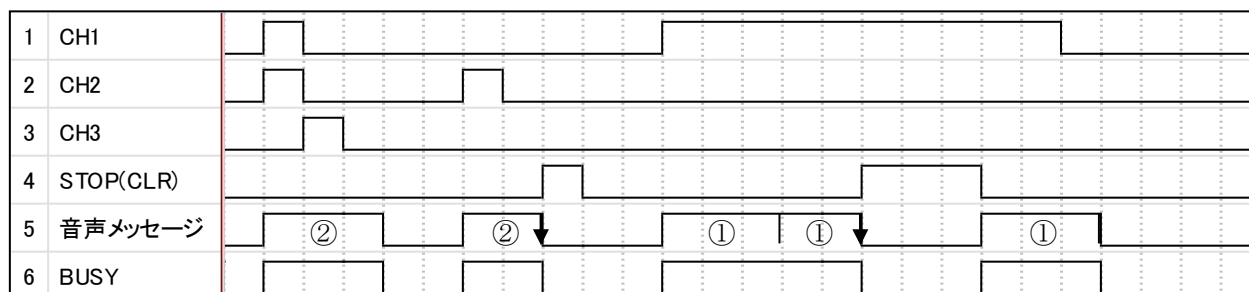 1 CH1
2 CH2
3 CH3
4 STOP(CLR)
5 音声メッセージ ② ② ① ① ①
6 BUSY